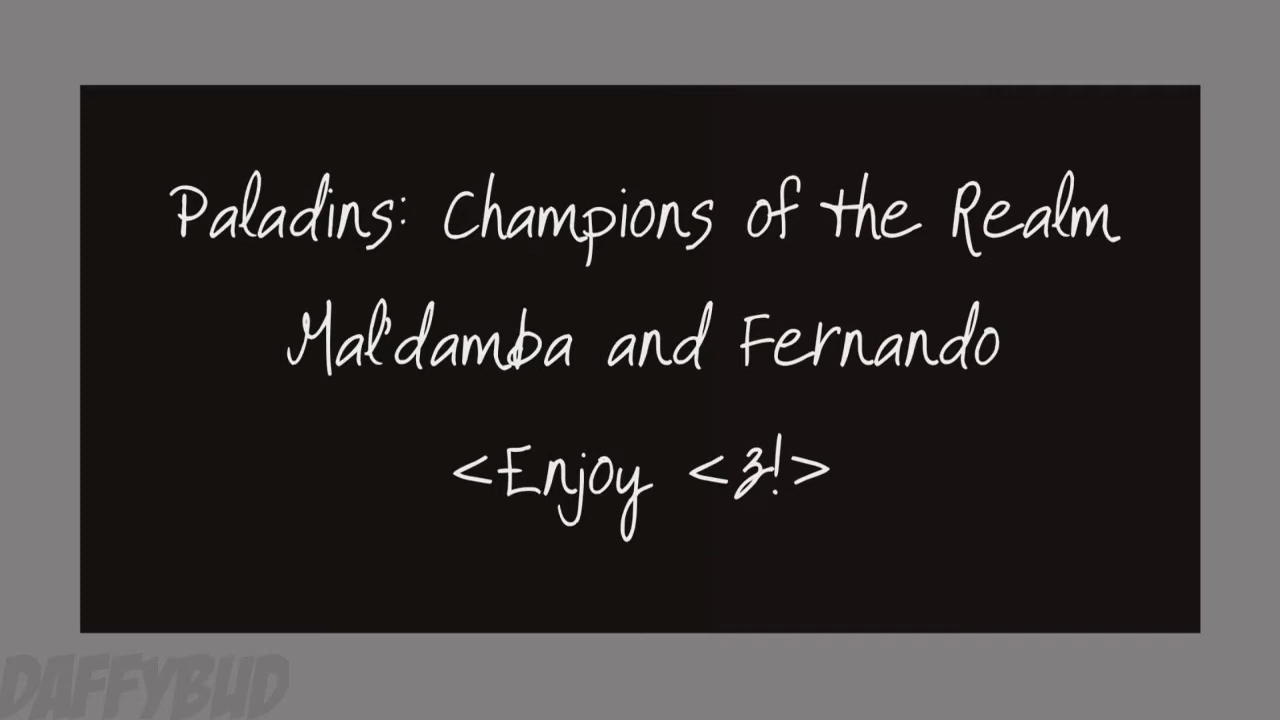 Paladins: Champions of the Realm
Mal'damba and Fernando
<Enjoy <3!>
DAFFYBUD